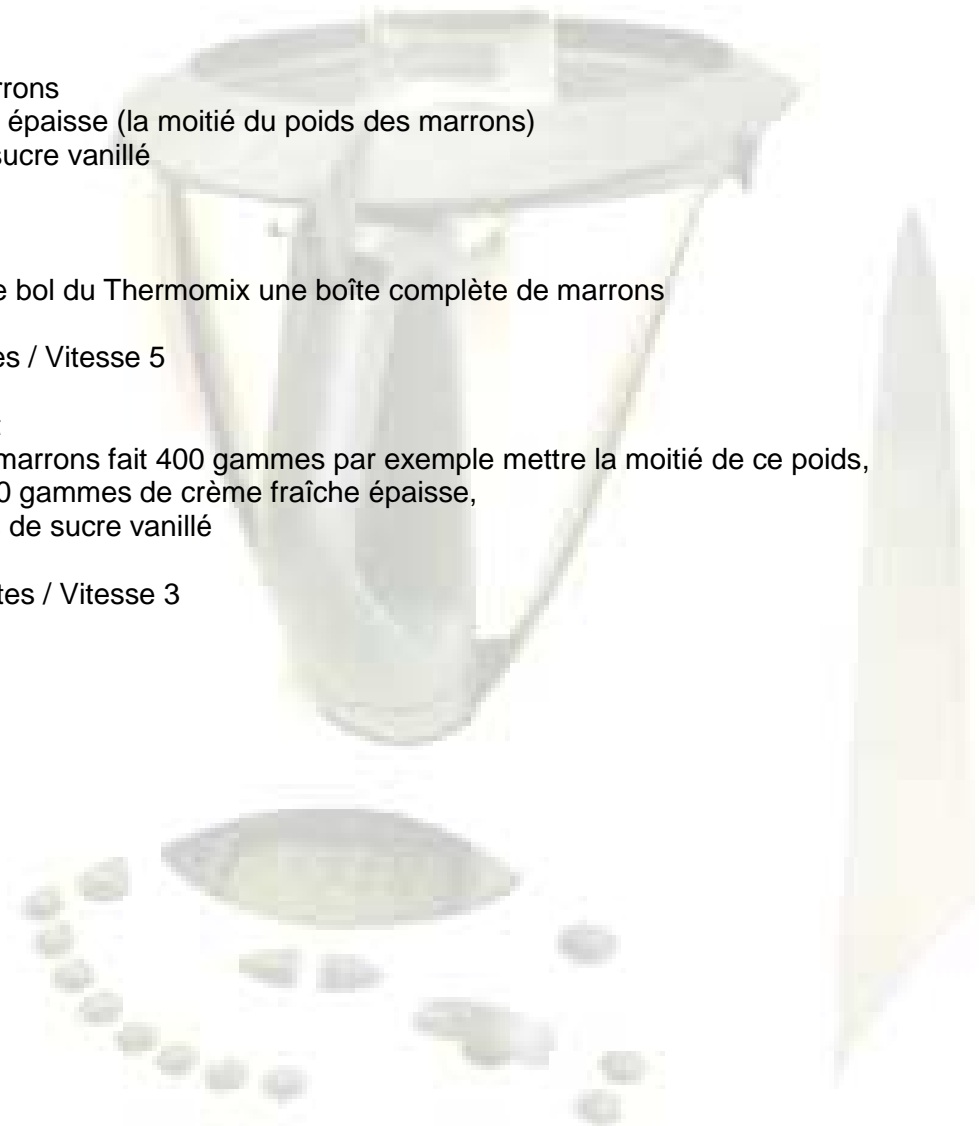 rrons
épaisse (la moitié du poids des marrons)
sucre vanillé
e bol du Thermomix une boîte complète de marrons
es / Vitesse 5
:
marrons fait 400 gammes par exemple mettre la moitié de ce poids,
0 gammes de crème fraîche épaisse,
de sucre vanillé
tes / Vitesse 3